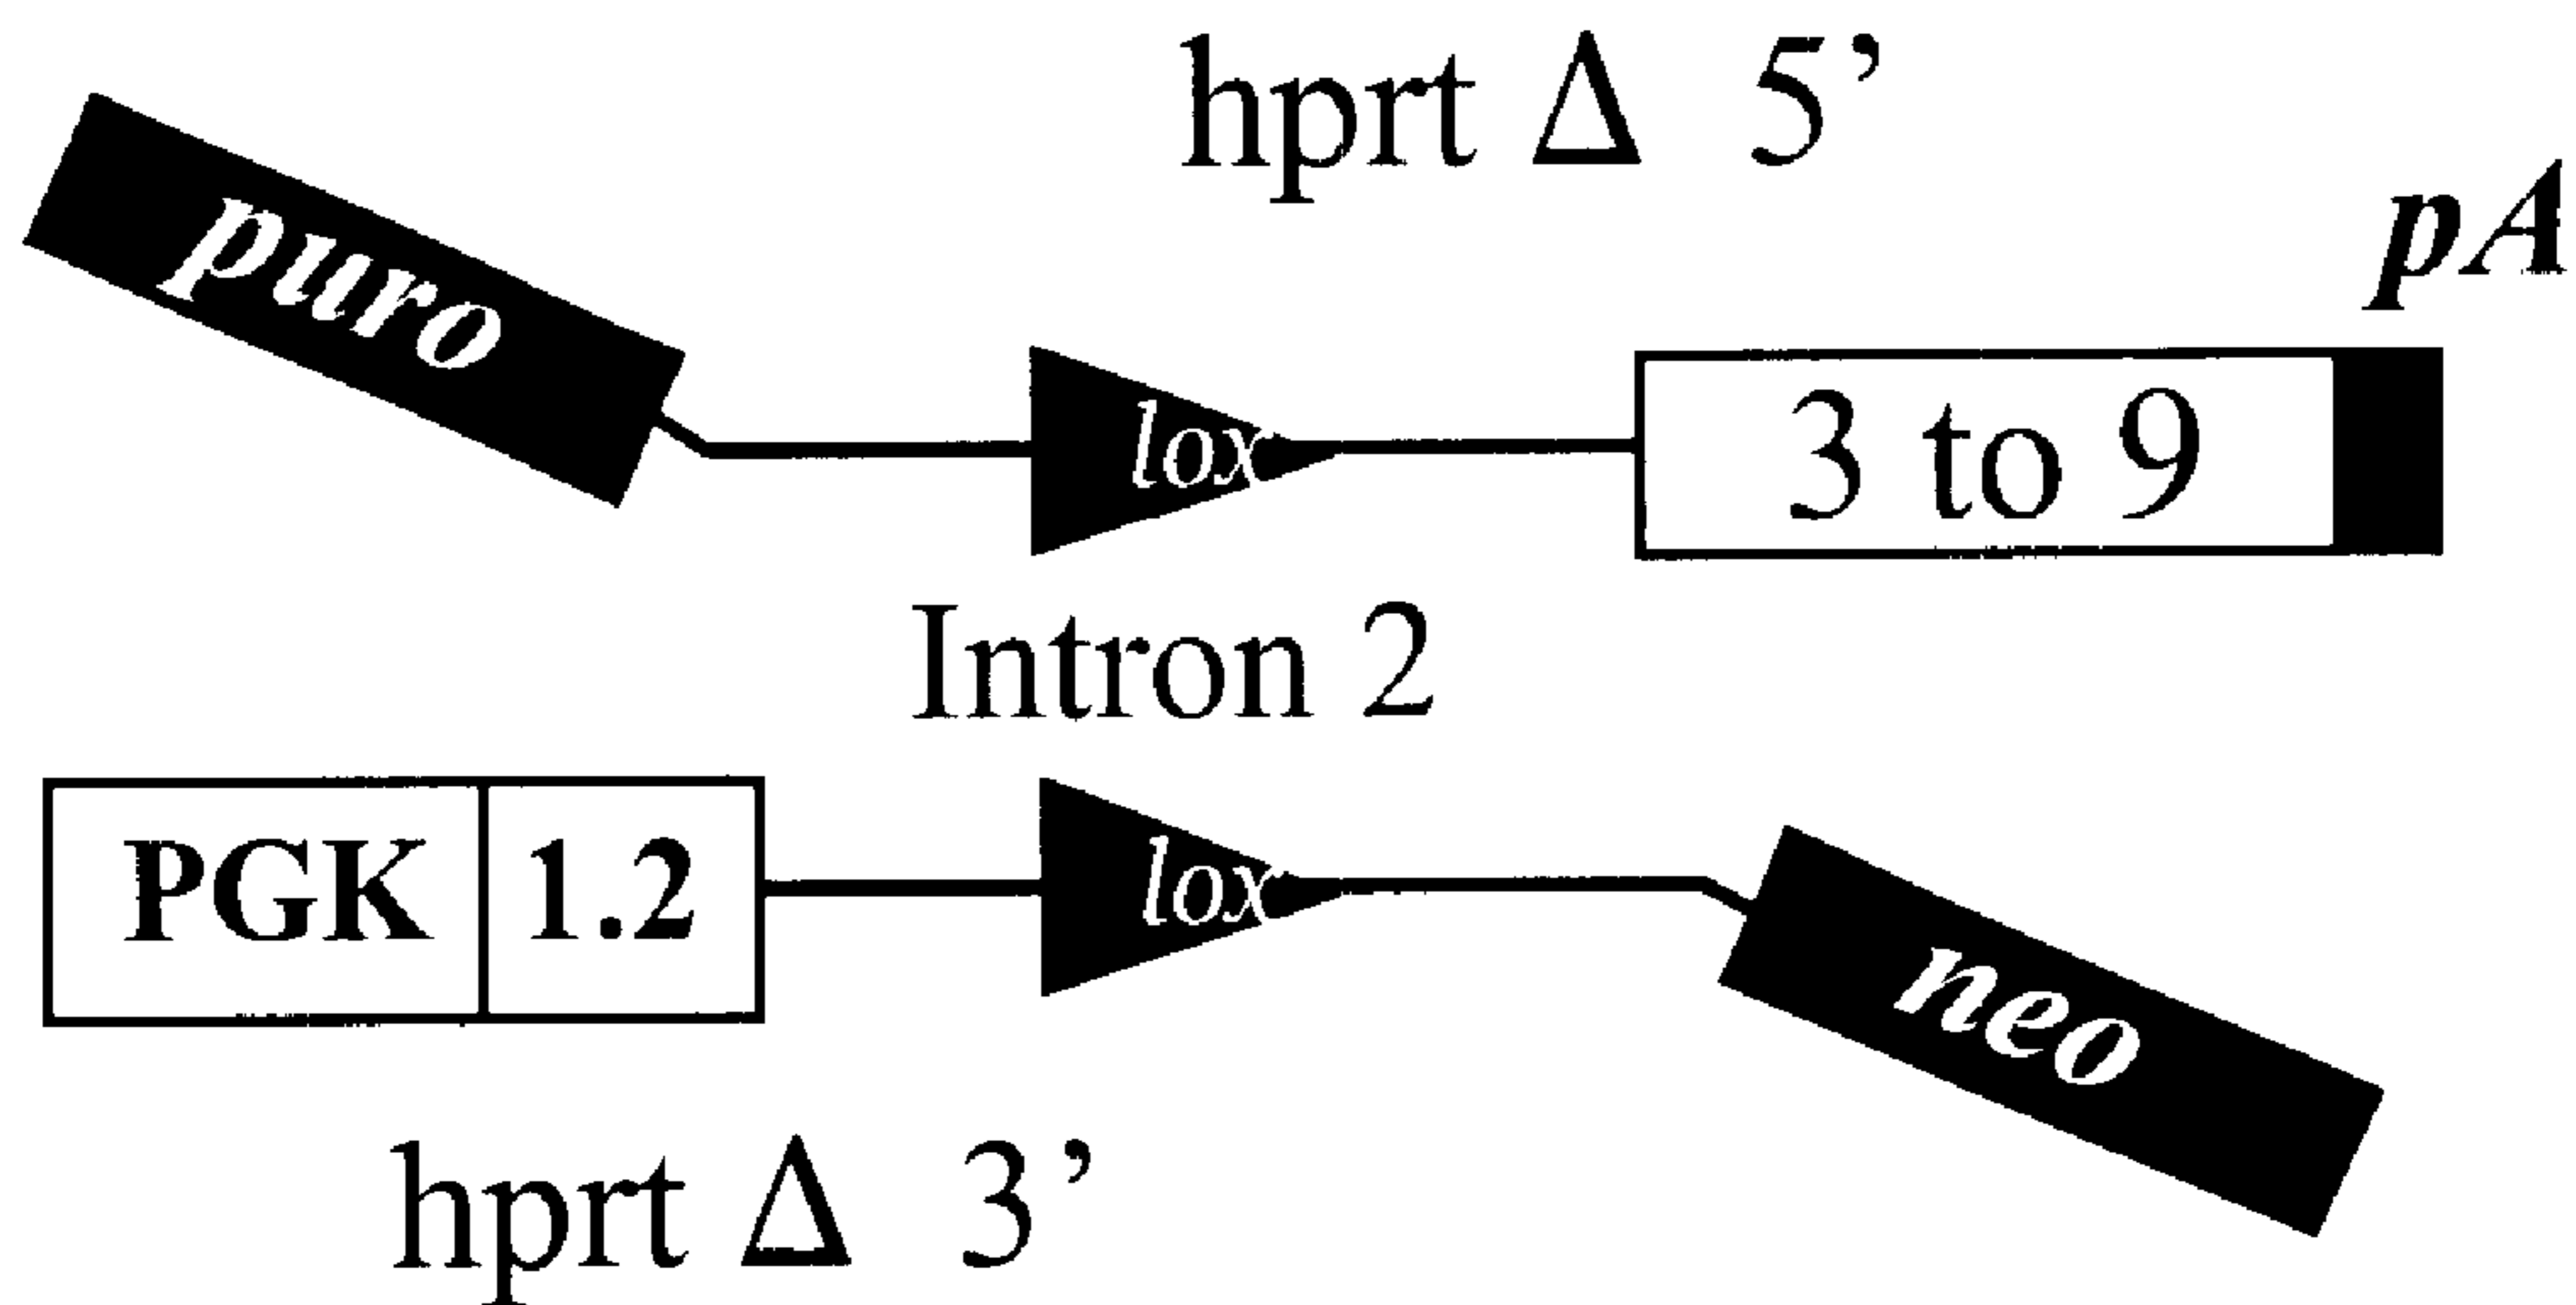 hprt Δ 5’
pA
puro
lox
3 to 9
Intron 2
PGK 1.2
lox
neo
hprt Δ 3’